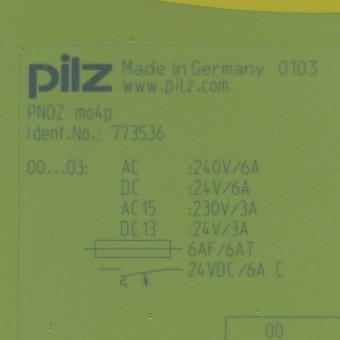 pilz Made in Germany 0103
www.pilz.com
PNOZ mo4p
Ident.No.: 773536
00...03: AC :240V/6A
DC :24V/6A
AC15 :230V/3A
DC13 :24V/3A
6AF/6AT
24VDC/6A C
00